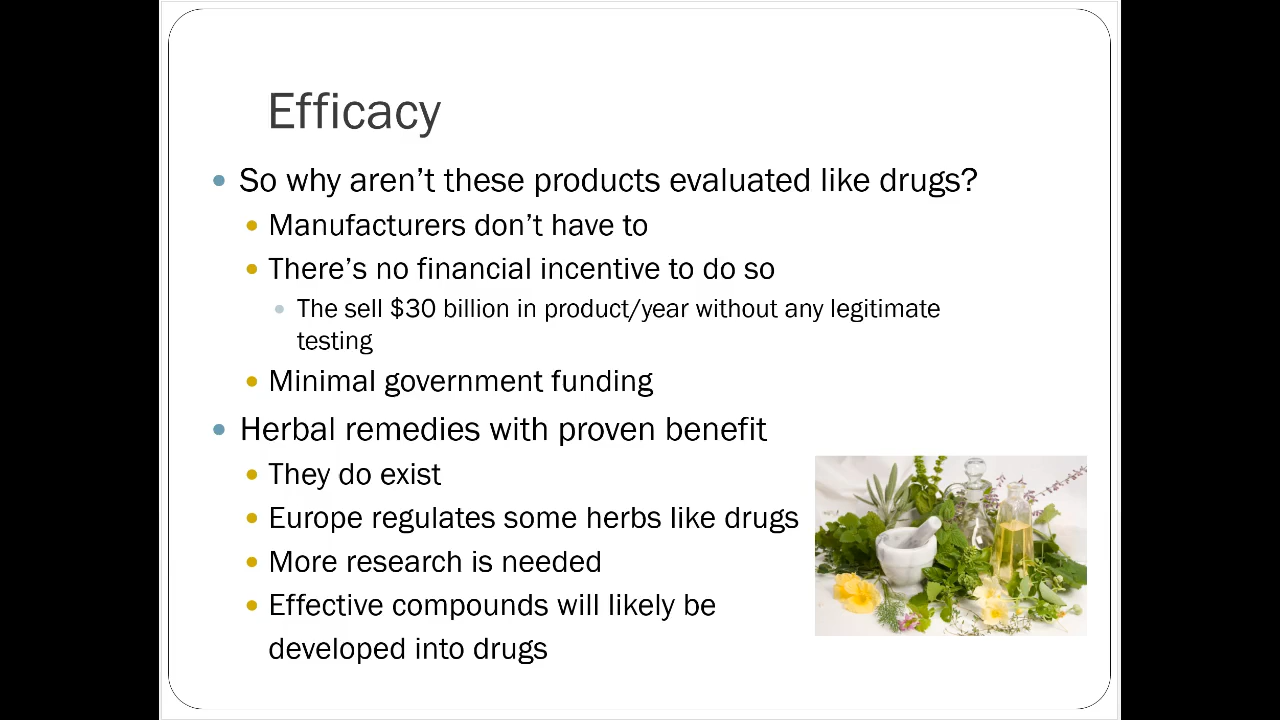 Efficacy
So why aren’t these products evaluated like drugs?
Manufacturers don’t have to
There’s no financial incentive to do so
The sell $30 billion in product/year without any legitimate
testing
Minimal government funding
Herbal remedies with proven benefit
They do exist
Europe regulates some herbs like drugs
More research is needed
Effective compounds will likely be
developed into drugs